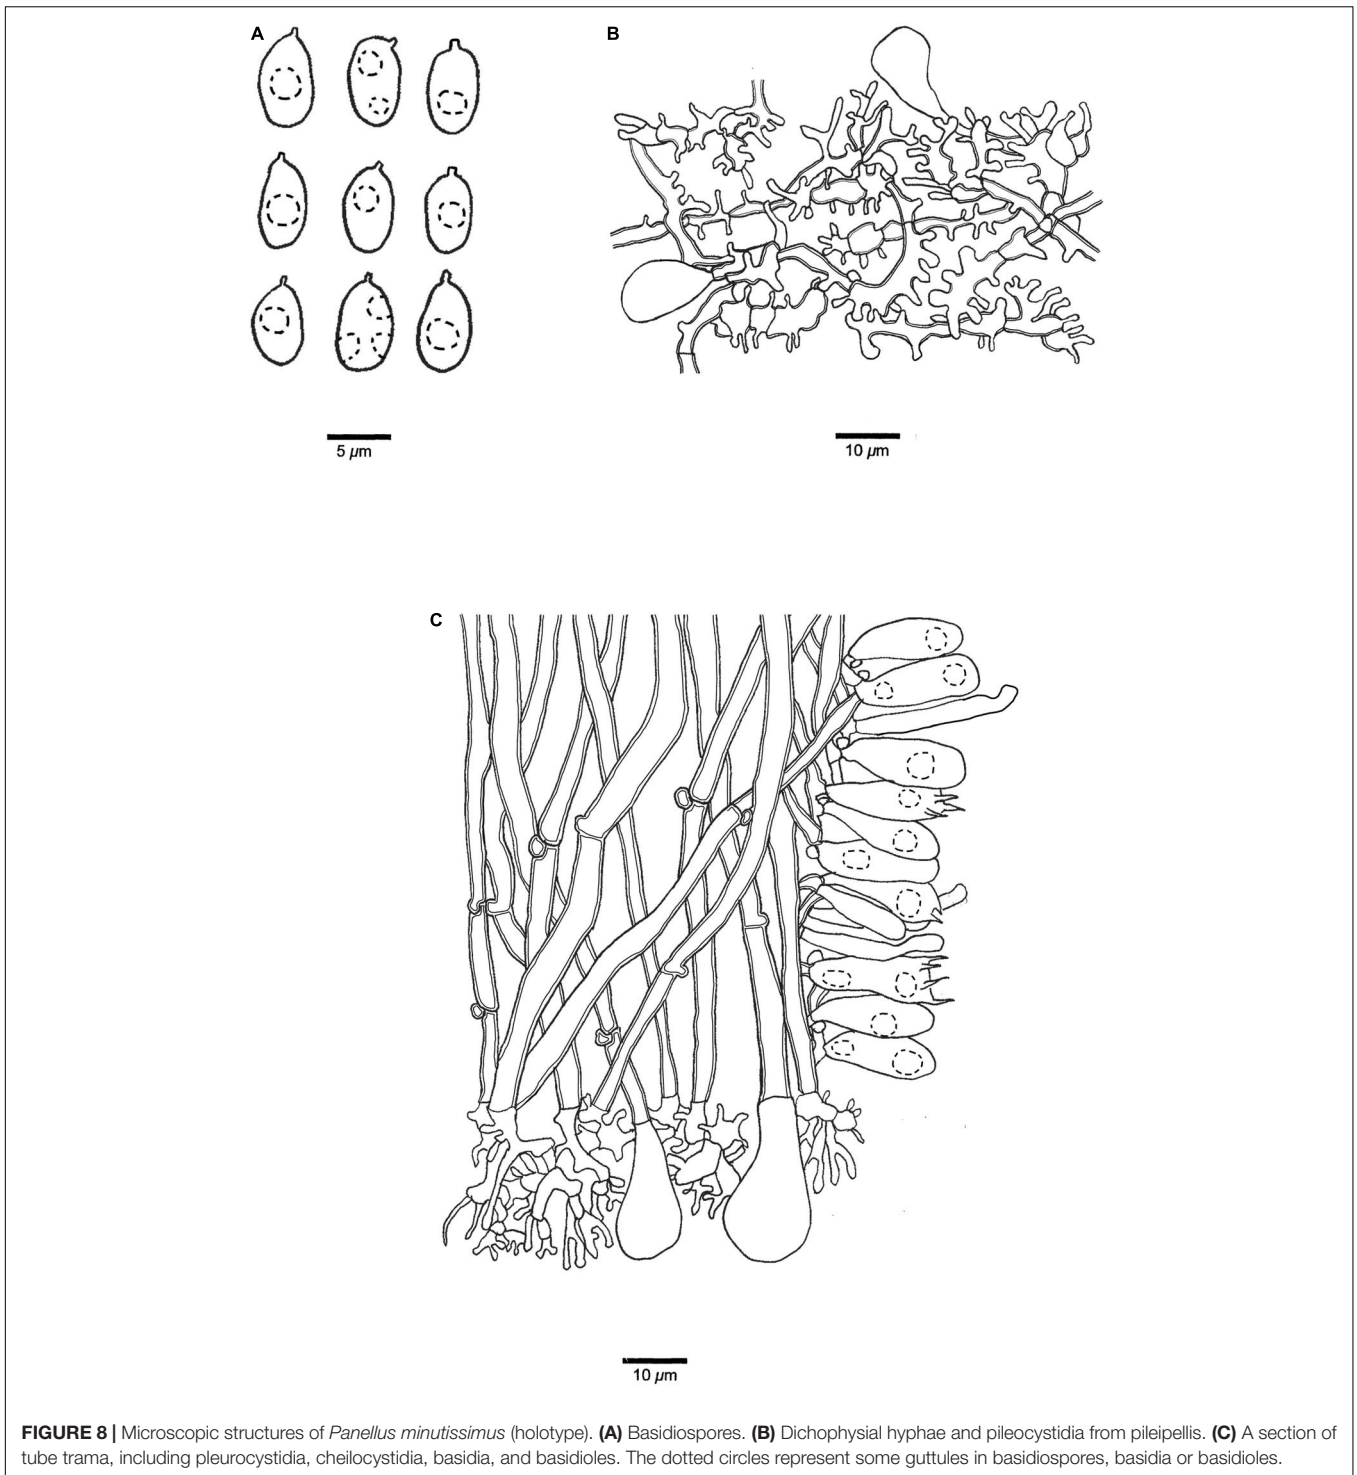 A
B
5 µm
10 µm
C
10 µm
FIGURE 8 | Microscopic structures of Panellus minutissimus (holotype). (A) Basidiospores. (B) Dichophysial hyphae and pileocystidia from pileipellis. (C) A section of
tube trama, including pleurocystidia, cheilocystidia, basidia, and basidioles. The dotted circles represent some guttules in basidiospores, basidia or basidioles.